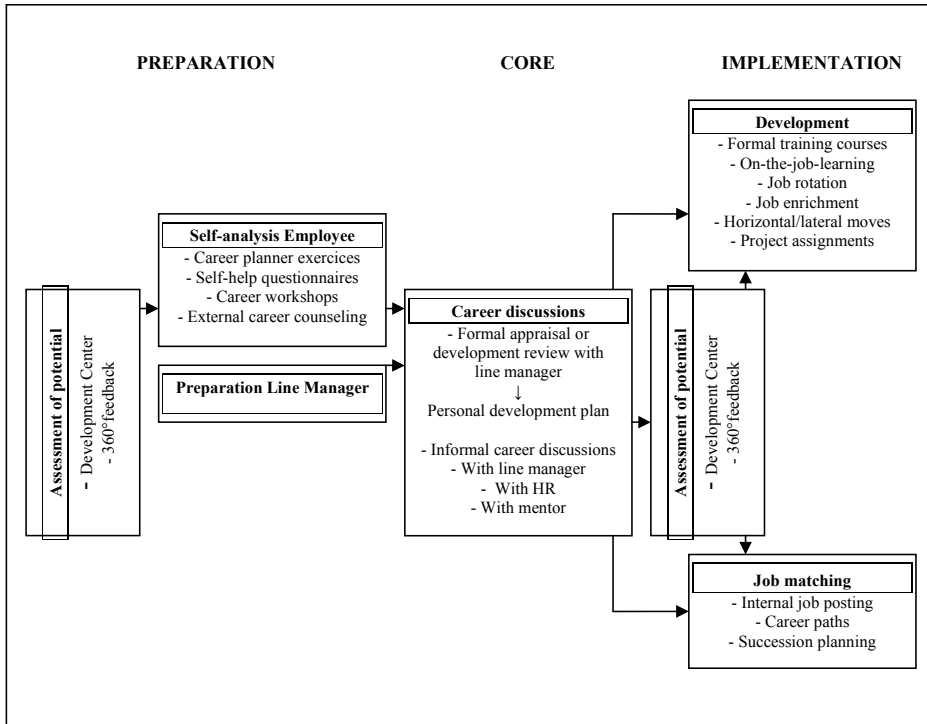 PREPARATION
CORE
IMPLEMENTATION
Assessment of potential
- Development Center
- 360°feedback
Self-analysis Employee
- Career planner exercices
- Self-help questionnaires
- Career workshops
- External career counseling
Preparation Line Manager
Career discussions
- Formal appraisal or
development review with
line manager
↓
Personal development plan
- Informal career discussions
- With line manager
- With HR
- With mentor
Assessment of potential
- Development Center
- 360°feedback
Development
- Formal training courses
- On-the-job-learning
- Job rotation
- Job enrichment
- Horizontal/lateral moves
- Project assignments
Job matching
- Internal job posting
- Career paths
- Succession planning